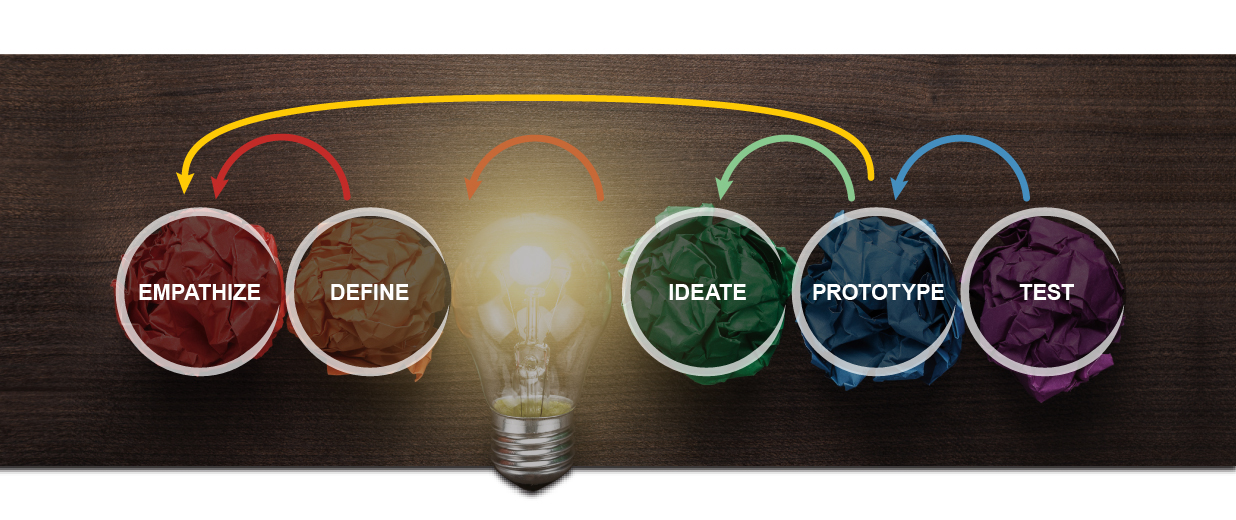 EMPATHIZE
DEFINE
IDEATE
PROTOTYPE
TEST